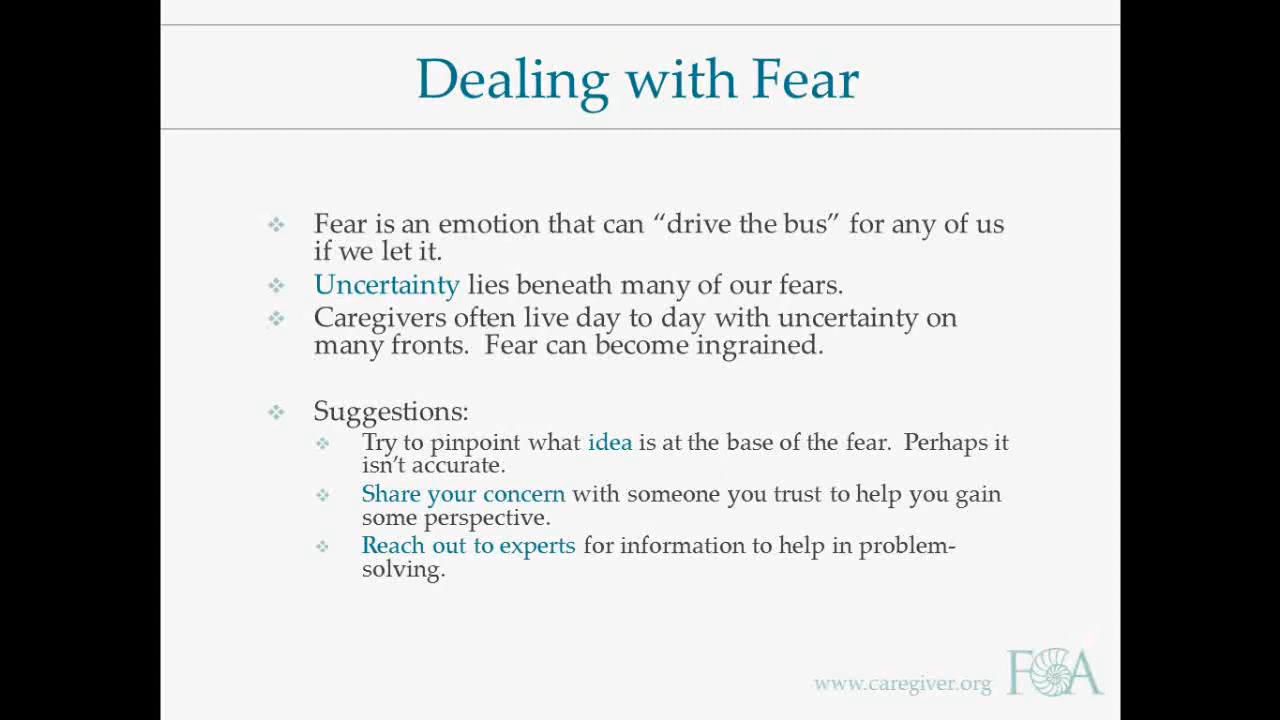 Dealing with Fear
Fear is an emotion that can “drive the bus” for any of us
if we let it.
Uncertainty lies beneath many of our fears.
Caregivers often live day to day with uncertainty on
many fronts.  Fear can become ingrained.
Suggestions:
Try to pinpoint what idea is at the base of the fear.  Perhaps it
isn’t accurate.
Share your concern with someone you trust to help you gain
some perspective.
Reach out to experts for information to help in problem-
solving.
www.caregiver.org FCA